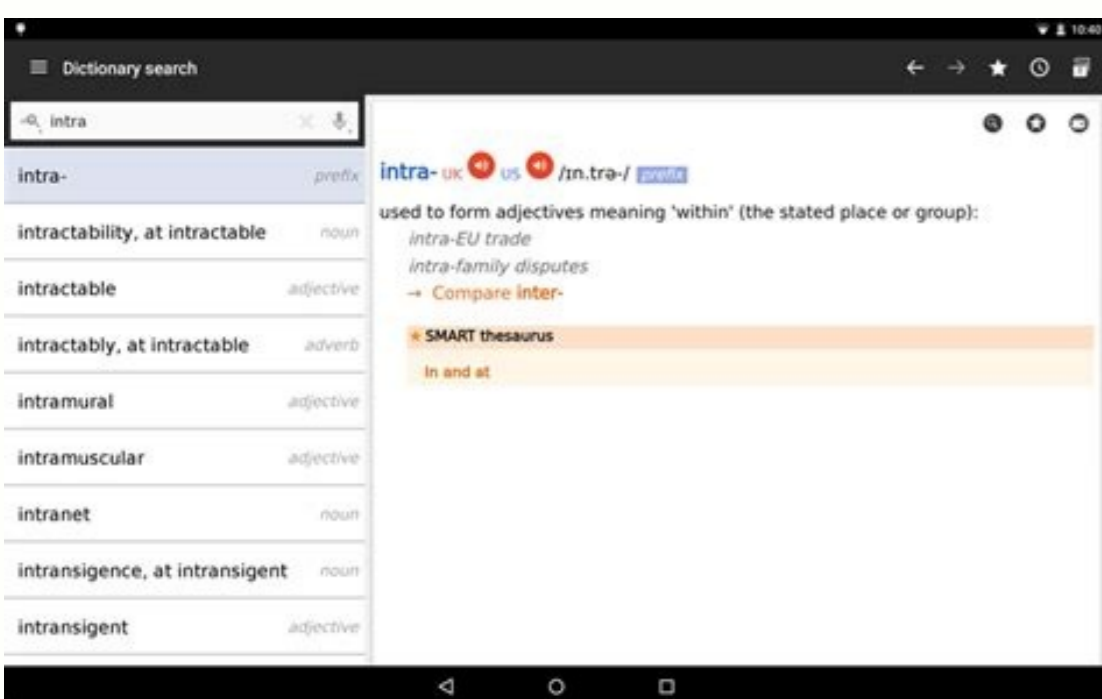 10:40
Dictionary search
intra
intra- prefix
intractability, at intractable noun
intractable adjective
intractably, at intractable adverb
intramural adjective
intramuscular adjective
intranet noun
intransigence, at intransigent noun
intransigent adjective
intra- UK US /ɪn.trə-/ prefix
used to form adjectives meaning 'within' (the stated place or group):
intra-EU trade
intra-family disputes
→ Compare inter-
★ SMART thesaurus
In and at